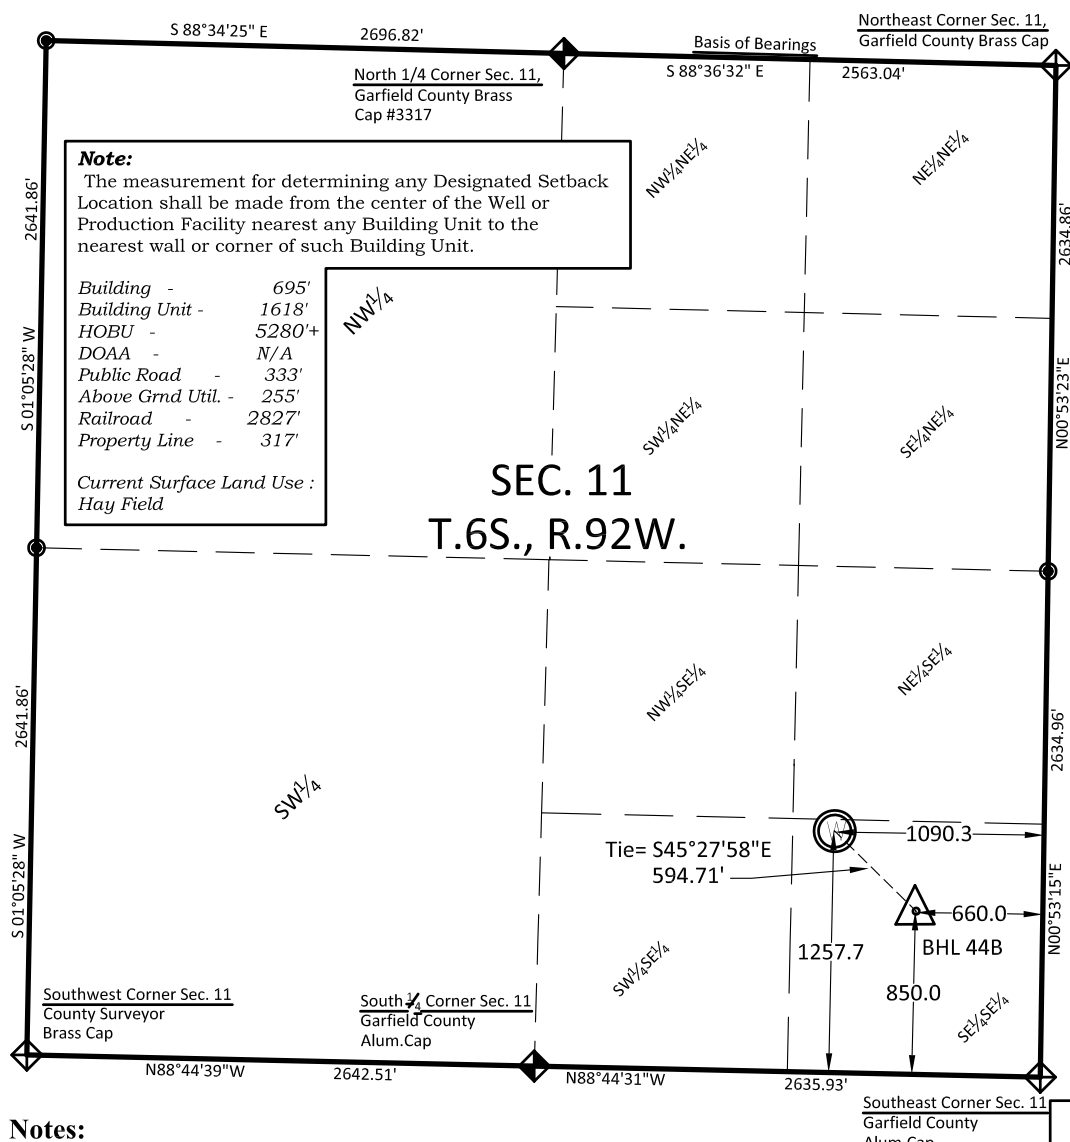 S 88°34'25" E
2696.82'
Basis of Bearings
S 88°36'32" E
2563.04'
Northeast Corner Sec. 11,
Garfield County Brass Cap
North 1/4 Corner Sec. 11,
Garfield County Brass
Cap #3317
Note:
The measurement for determining any Designated Setback
Location shall be made from the center of the Well or
Production Facility nearest any Building Unit to the
nearest wall or corner of such Building Unit.
Building - 695'
Building Unit - 1618'
HOBU - 5280'+
DOAA - N/A
Public Road - 333'
Above Grnd Util. - 255'
Railroad - 2827'
Property Line - 317'
Current Surface Land Use :
Hay Field
2641.86'
S 01°05'28" W
NW¼
NW¼NE¼
NE¼NE¼
2634.86'
SW¼NE¼
SE¼NE¼
N00°53'23"E
SEC. 11
T.6S., R.92W.
2641.86'
S 01°05'28" W
SW¼
NW¼SE¼
NE¼SE¼
2634.96'
N00°53'15"E
W
1090.3
Tie= S45°27'58"E
594.71'
660.0
BHL 44B
1257.7
850.0
SW¼SE¼
SE¼SE¼
Southwest Corner Sec. 11
County Surveyor
Brass Cap
South ¼ Corner Sec. 11
Garfield County
Alum.Cap
N88°44'39"W
2642.51'
N88°44'31"W
2635.93'
Southeast Corner Sec. 11
Garfield County
Alum.Cap
Notes: